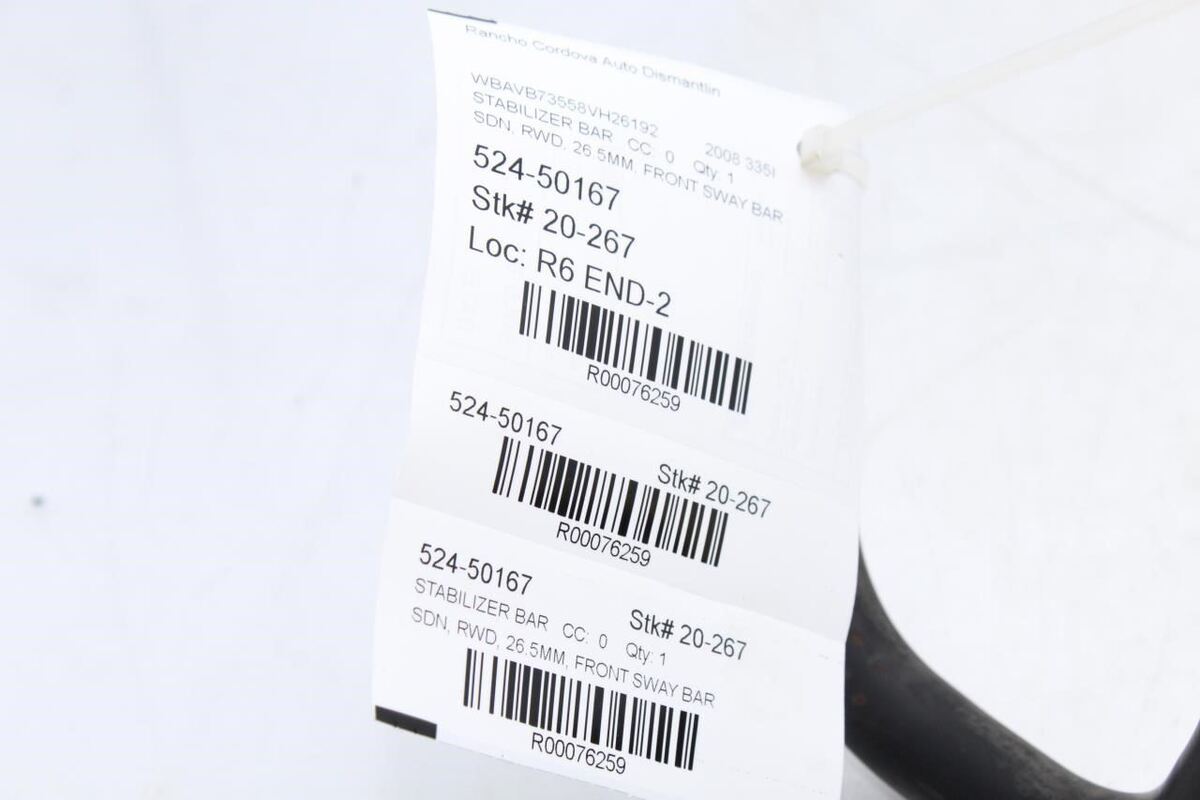 Rancho Cordova Auto Dismantlin
WBAVB73558VH26192 2008 335I
STABILIZER BAR CC: 0 Qty: 1
SDN, RWD, 26.5MM, FRONT SWAY BAR
524-50167
Stk# 20-267
Loc: R6 END-2
R00076259
524-50167 Stk# 20-267
R00076259
524-50167 Stk# 20-267
STABILIZER BAR CC: 0 Qty: 1
SDN, RWD, 26.5MM, FRONT SWAY BAR
R00076259